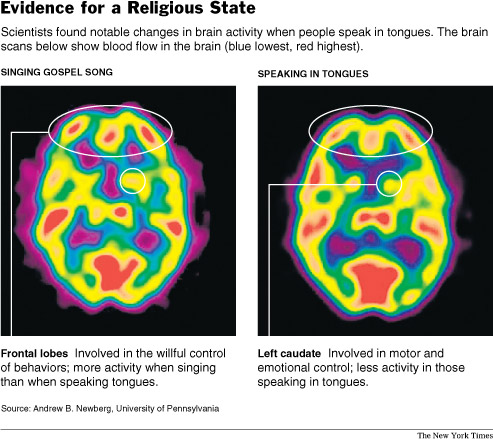 Evidence for a Religious State
Scientists found notable changes in brain activity when people speak in tongues. The brain
scans below show blood flow in the brain (blue lowest, red highest).
SINGING GOSPEL SONG
SPEAKING IN TONGUES
Frontal lobes Involved in the willful control
of behaviors; more activity when singing
than when speaking tongues.
Left caudate Involved in motor and
emotional control; less activity in those
speaking in tongues.
Source: Andrew B. Newberg, University of Pennsylvania
The New York Times